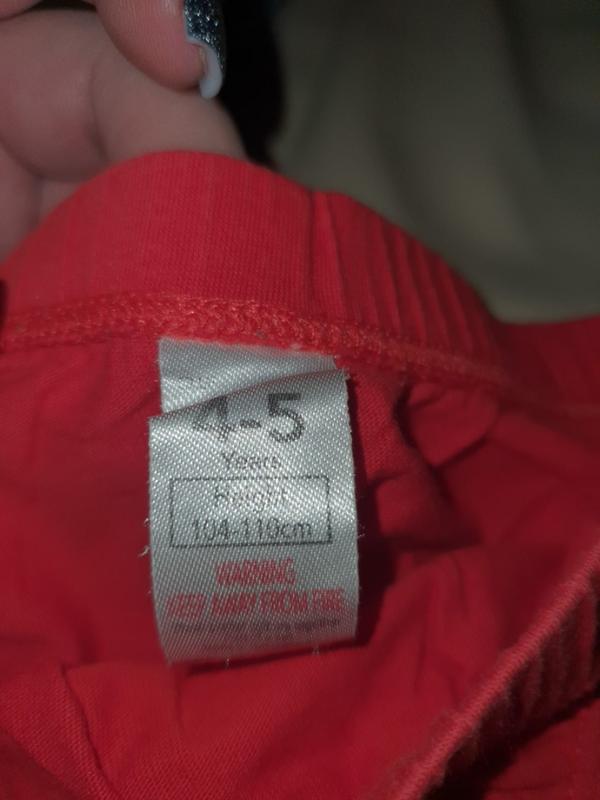 4-5
Years
Height
104-110cm
WARNING
KEEP AWAY FROM FIRE